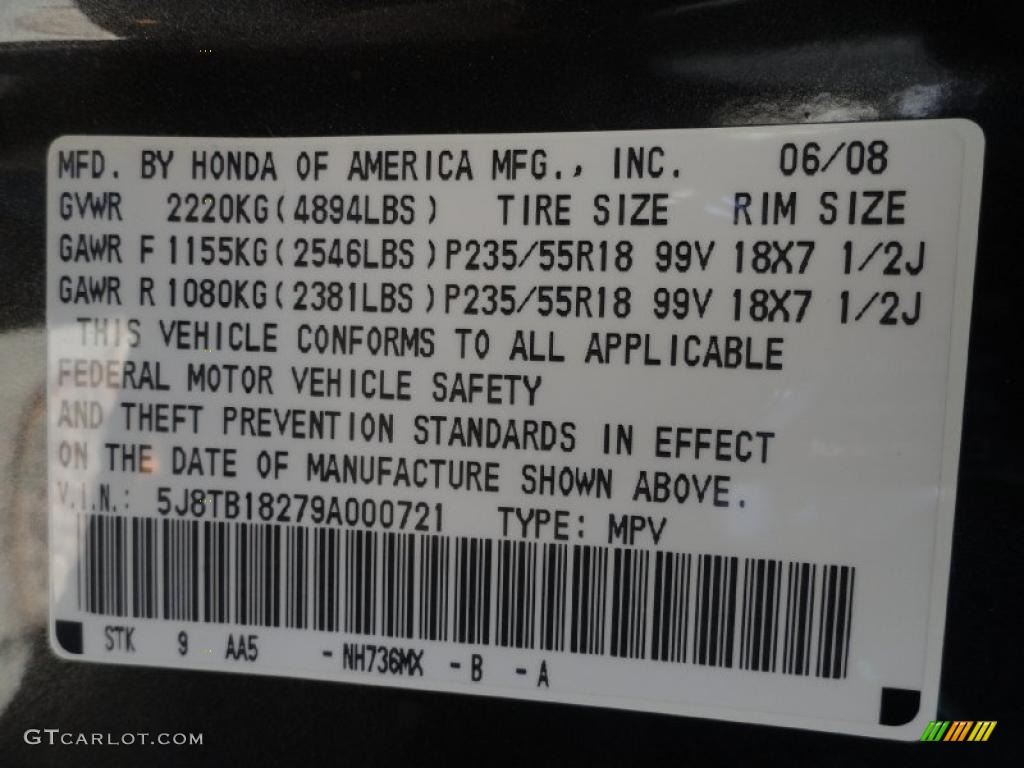 MFD. BY HONDA OF AMERICA MFG., INC. 06/08
GVWR 2220KG(4894LBS) TIRE SIZE RIM SIZE
GAWR F 1155KG(2546LBS)P235/55R18 99V 18X7 1/2J
GAWR R 1080KG(2381LBS)P235/55R18 99V 18X7 1/2J
THIS VEHICLE CONFORMS TO ALL APPLICABLE
FEDERAL MOTOR VEHICLE SAFETY
AND THEFT PREVENTION STANDARDS IN EFFECT
ON THE DATE OF MANUFACTURE SHOWN ABOVE.
V.I.N.: 5J8TB18279A000721 TYPE: MPV
STK 9 AA5 - NH736MX - B - A
GTCARLOT.COM